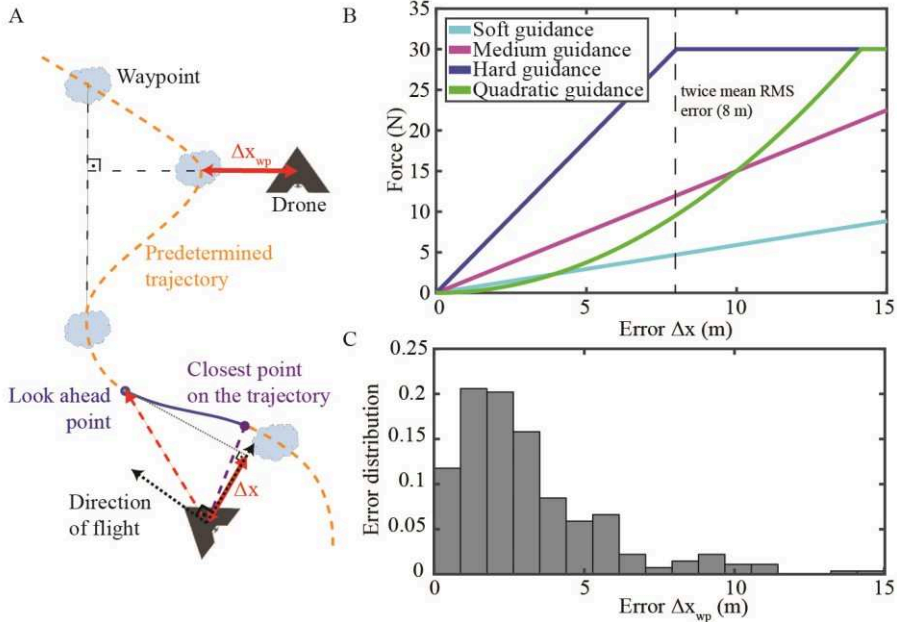 A
Waypoint
Δx_wp
Drone
Predetermined
trajectory
Closest point
on the trajectory
Look ahead
point
Δx
Direction
of flight
B
Soft guidance
Medium guidance
Hard guidance
Quadratic guidance
twice mean RMS
error (8 m)
Force (N)
35
30
25
20
15
10
5
0
0 5 10 15
Error Δx (m)
C
Error distribution
0.25
0.2
0.15
0.1
0.05
0
0 5 10 15
Error Δx_wp (m)